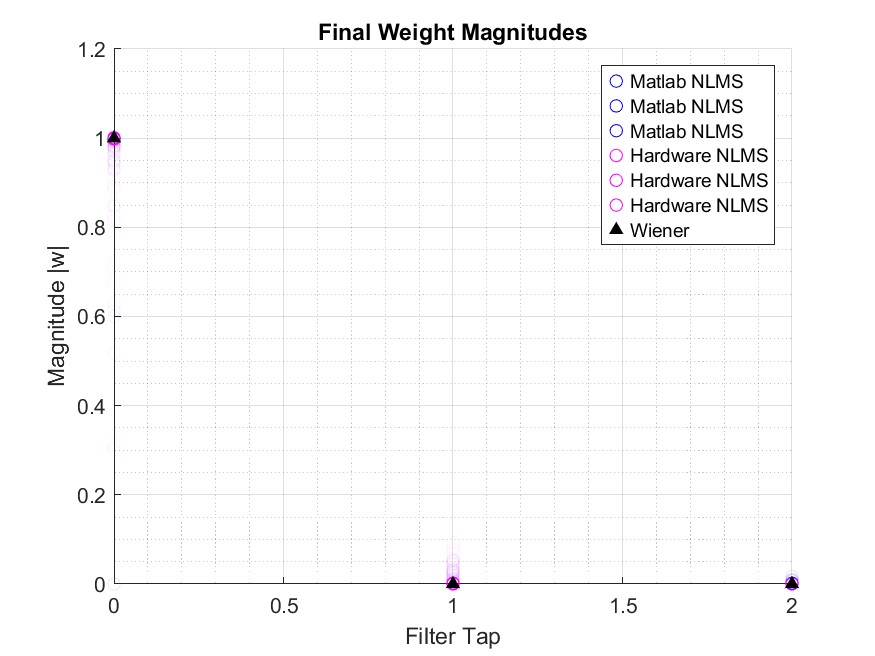 Final Weight Magnitudes
1.2
1
0.8
0.6
0.4
0.2
0
Magnitude |w|
Matlab NLMS
Matlab NLMS
Matlab NLMS
Hardware NLMS
Hardware NLMS
Hardware NLMS
Wiener
0 0.5 1 1.5 2
Filter Tap